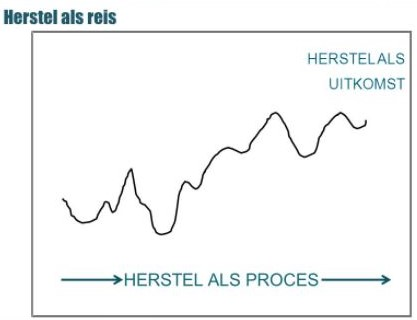 Herstel als reis
HERSTEL ALS
UITKOMST
HERSTEL ALS PROCES